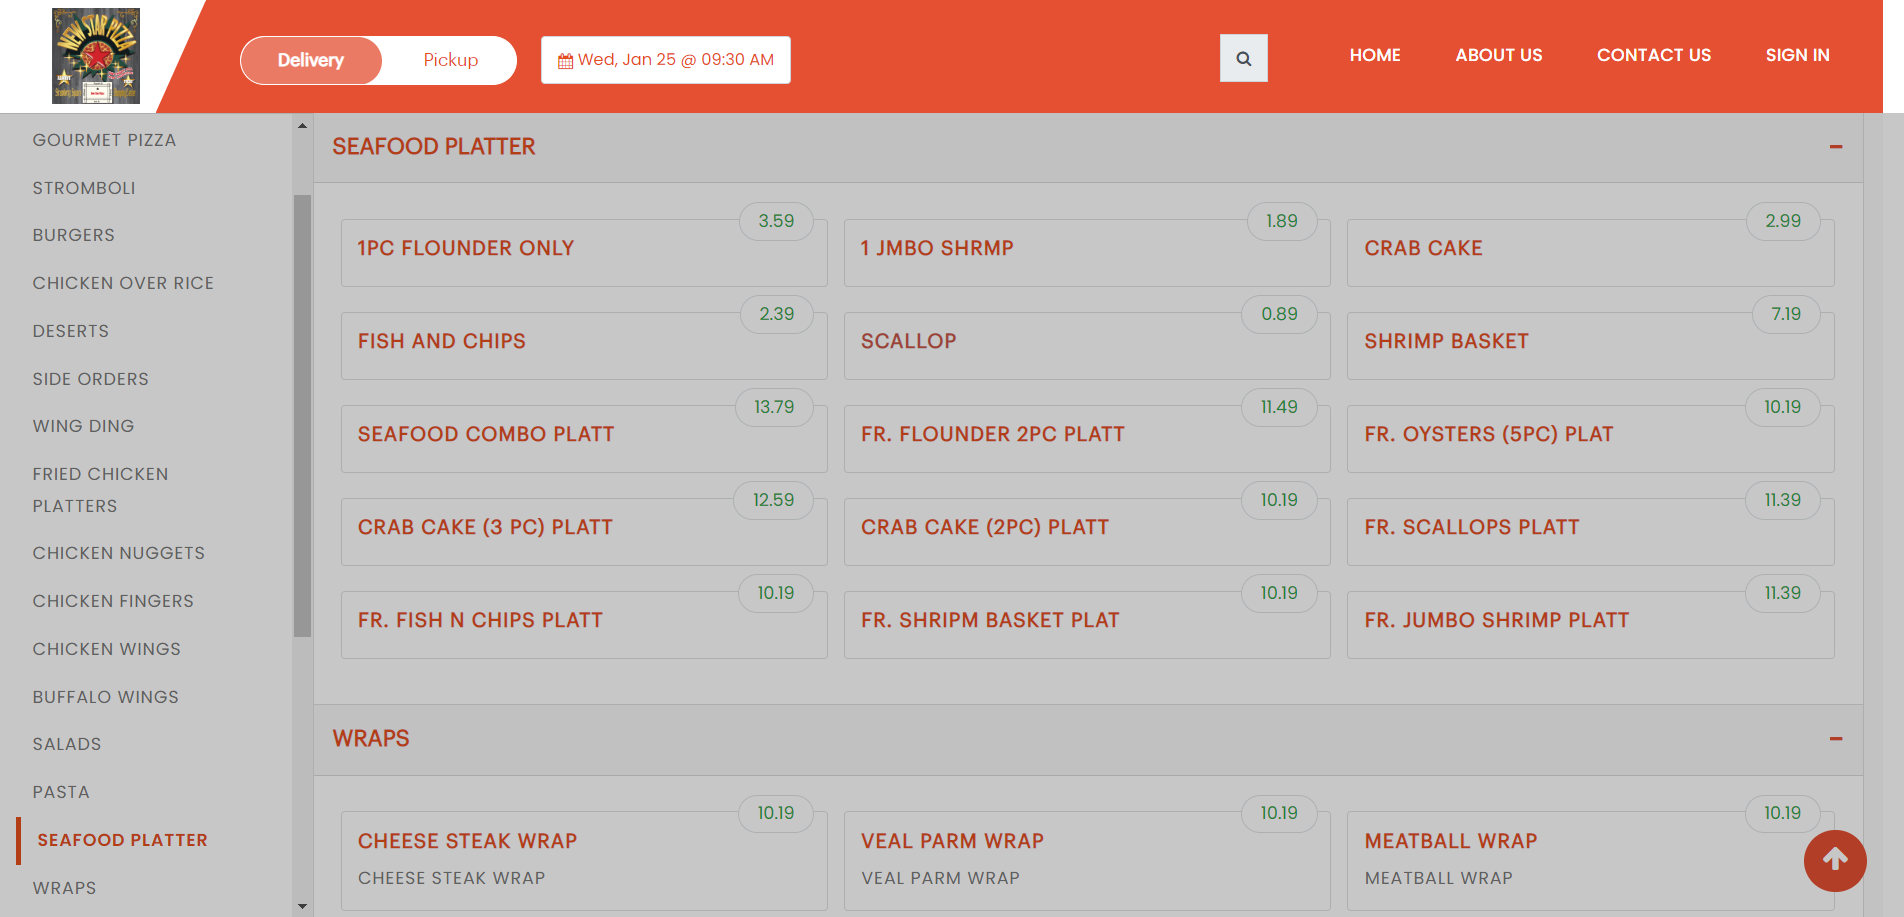 NEW STAR PIZZA
Delivery
Pickup
Wed, Jan 25 @ 09:30 AM
HOME
ABOUT US
CONTACT US
SIGN IN
GOURMET PIZZA
STROMBOLI
BURGERS
CHICKEN OVER RICE
DESERTS
SIDE ORDERS
WING DING
FRIED CHICKEN
PLATTERS
CHICKEN NUGGETS
CHICKEN FINGERS
CHICKEN WINGS
BUFFALO WINGS
SALADS
PASTA
SEAFOOD PLATTER
WRAPS
SEAFOOD PLATTER
3.59
1PC FLOUNDER ONLY
1.89
1 JMBO SHRMP
2.99
CRAB CAKE
2.39
FISH AND CHIPS
0.89
SCALLOP
7.19
SHRIMP BASKET
13.79
SEAFOOD COMBO PLATT
11.49
FR. FLOUNDER 2PC PLATT
10.19
FR. OYSTERS (5PC) PLAT
12.59
CRAB CAKE (3 PC) PLATT
10.19
CRAB CAKE (2PC) PLATT
11.39
FR. SCALLOPS PLATT
10.19
FR. FISH N CHIPS PLATT
10.19
FR. SHRIPM BASKET PLAT
11.39
FR. JUMBO SHRIMP PLATT
WRAPS
10.19
CHEESE STEAK WRAP
CHEESE STEAK WRAP
10.19
VEAL PARM WRAP
VEAL PARM WRAP
10.19
MEATBALL WRAP
MEATBALL WRAP